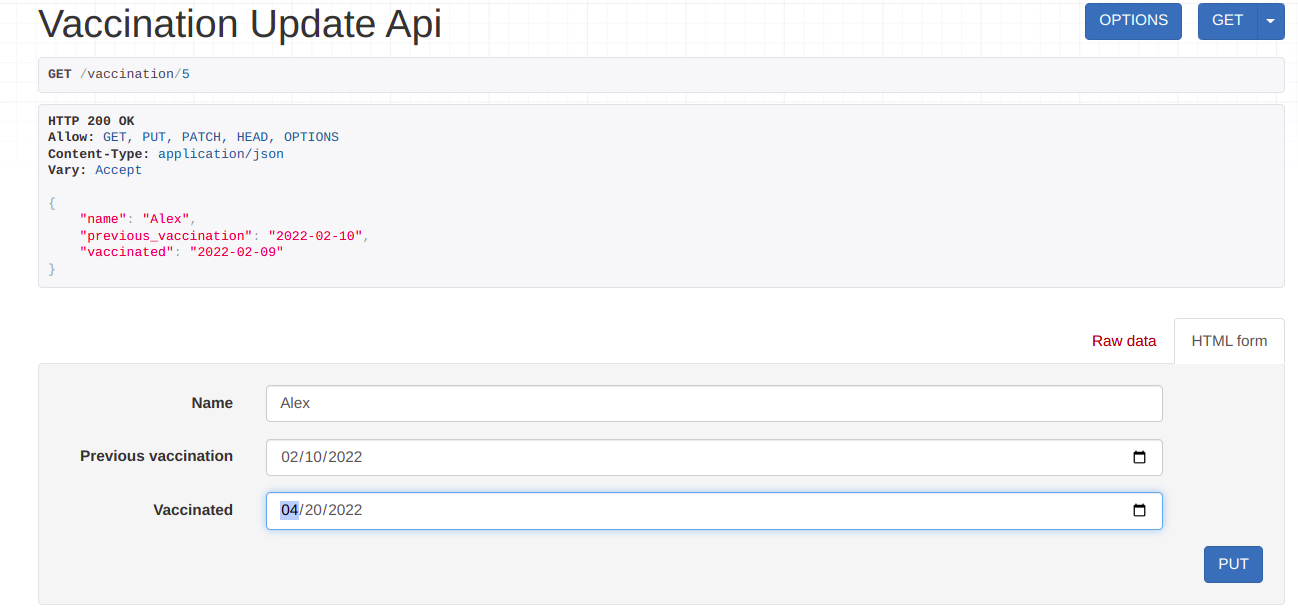 Vaccination Update Api
OPTIONS
GET
GET /vaccination/5
HTTP 200 OK
Allow: GET, PUT, PATCH, HEAD, OPTIONS
Content-Type: application/json
Vary: Accept
{
    "name": "Alex",
    "previous_vaccination": "2022-02-10",
    "vaccinated": "2022-02-09"
}
Raw data
HTML form
Name
Alex
Previous vaccination
02/10/2022
Vaccinated
04/20/2022
PUT